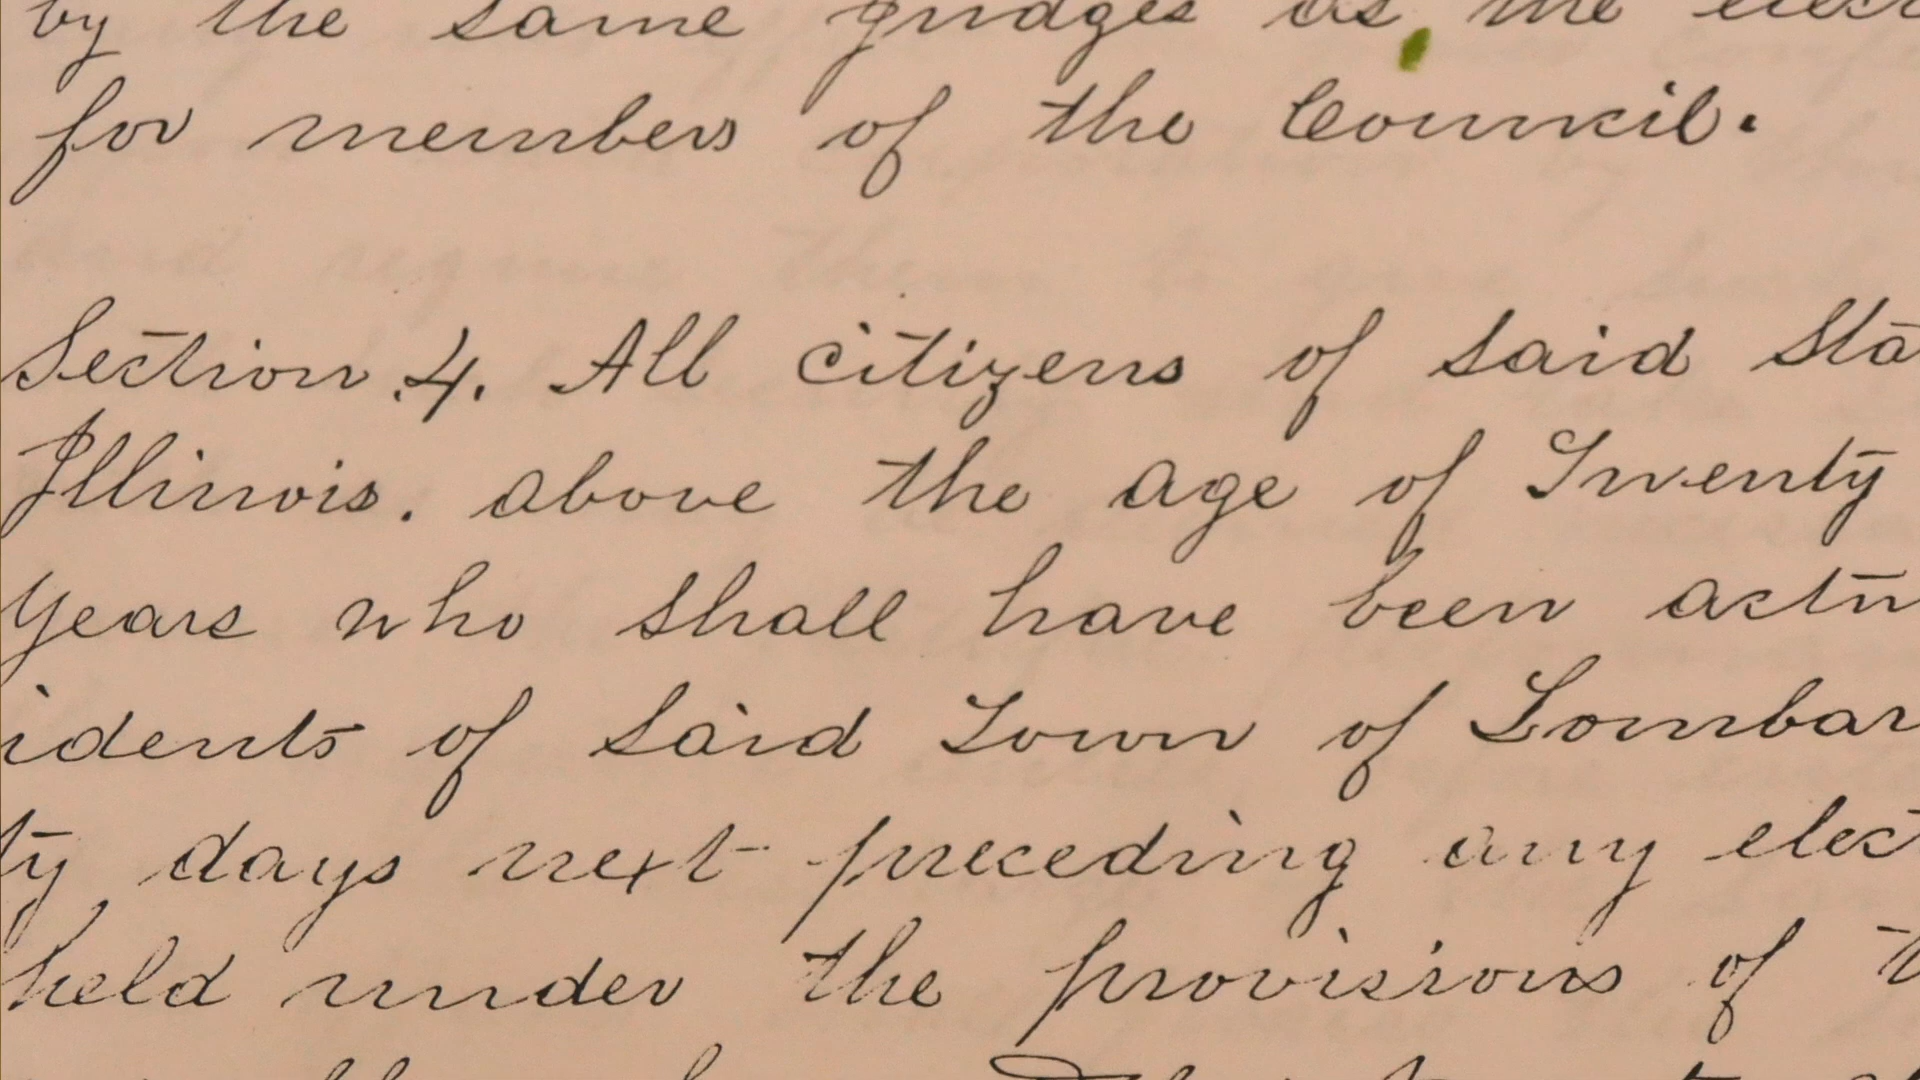 by the same judges as the elect
for members of the Council.
Section 4. All citizens of said Sta
Illinois. above the age of Twenty
Years who shall have been actu
idents of said Town of Lombar
ty days next preceding any elect
held under the provisions of